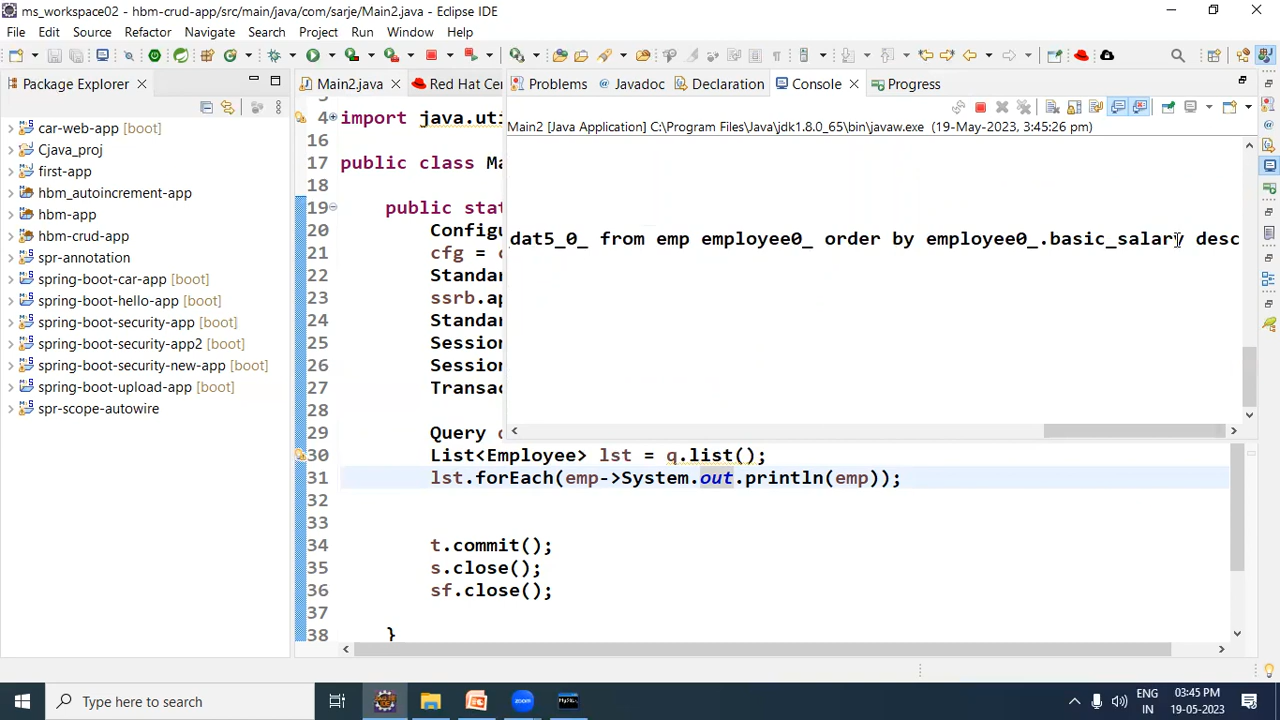 ms_workspace02 - hbm-crud-app/src/main/java/com/sarje/Main2.java - Eclipse IDE
File Edit Source Refactor Navigate Search Project Run Window Help
Package Explorer
Main2.java
Red Hat Cen
Problems
@ Javadoc
Declaration
Console
Progress
Main2 [Java Application] C:\Program Files\Java\jdk1.8.0_65\bin\javaw.exe (19-May-2023, 3:45:26 pm)
dat5_0_ from emp employee0_ order by employee0_.basic_salary desc
car-web-app [boot]
Cjava_proj
first-app
hbm_autoincrement-app
hbm-app
hbm-crud-app
spr-annotation
spring-boot-car-app [boot]
spring-boot-hello-app [boot]
spring-boot-security-app [boot]
spring-boot-security-app2 [boot]
spring-boot-security-new-app [boot]
spring-boot-upload-app [boot]
spr-scope-autowire
4 import java.uti
16
17 public class Ma
18
19 public stat
20 Configu
21 cfg = c
22 Standar
23 ssrb.ap
24 Standar
25 Session
26 Session
27 Transac
28
29 Query q
30 List<Employee> lst = q.list();
31 lst.forEach(emp->System.out.println(emp));
32
33
34 t.commit();
35 s.close();
36 sf.close();
37
38 }
Type here to search
zoom
ENG
IN
03:45 PM
19-05-2023